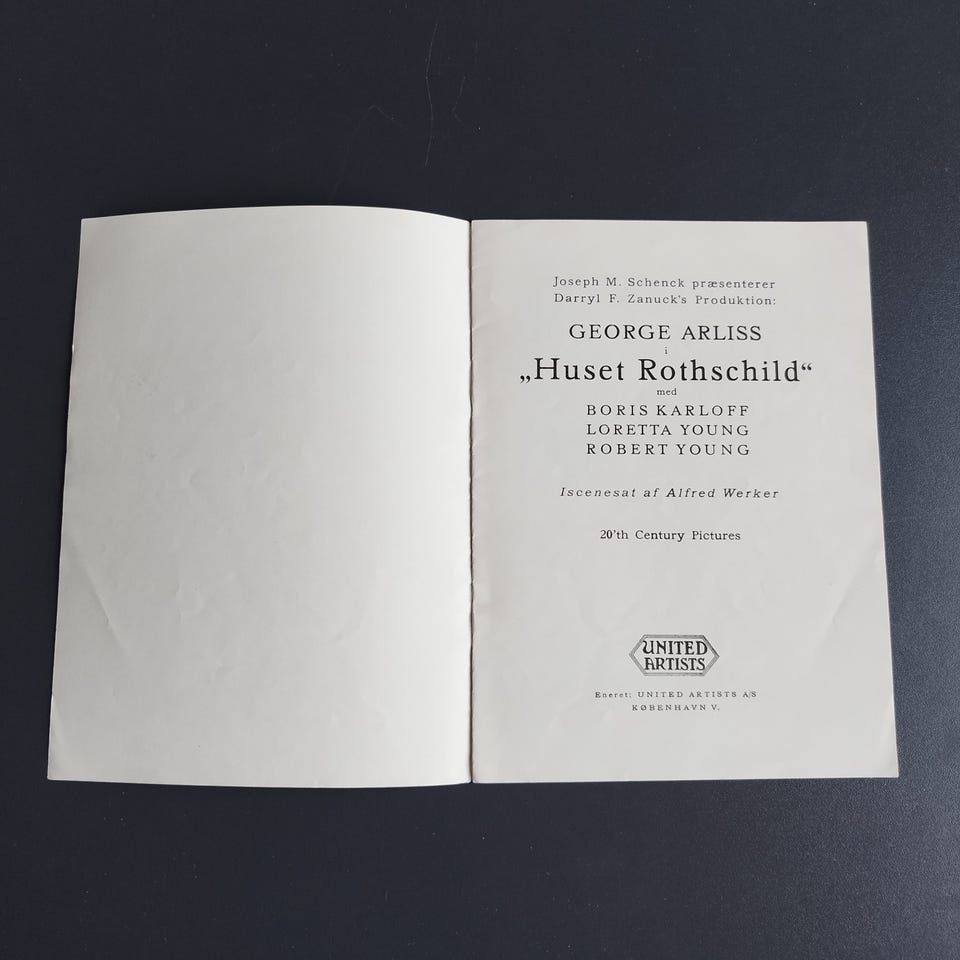 Joseph M. Schenck præsenterer
Darryl F. Zanuck's Produktion:
GEORGE ARLISS
i
„Huset Rothschild“
med
BORIS KARLOFF
LORETTA YOUNG
ROBERT YOUNG
Iscenesat af Alfred Werker
20'th Century Pictures
UNITED
ARTISTS
Eneret: UNITED ARTISTS A/S
KØBENHAVN V.